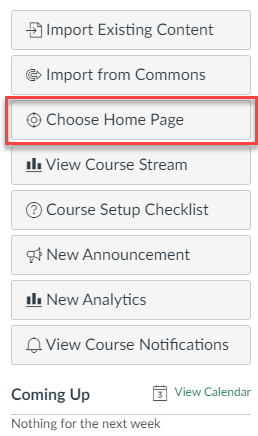 Import Existing Content
Import from Commons
Choose Home Page
View Course Stream
Course Setup Checklist
New Announcement
New Analytics
View Course Notifications
Coming Up 3 View Calendar
Nothing for the next week